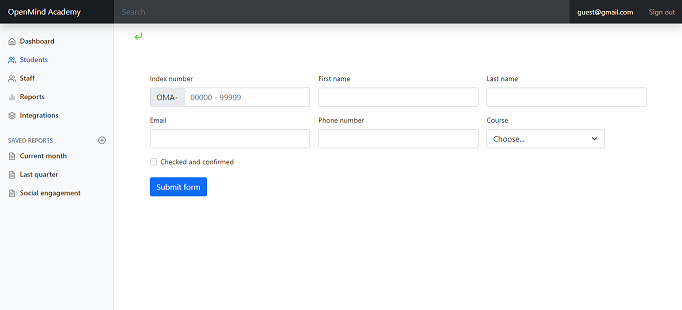 OpenMind Academy
Search
guest@gmail.com
Sign out
Dashboard
Students
Staff
Reports
Integrations
SAVED REPORTS
Current month
Last quarter
Social engagement
Index number
First name
Last name
OMA- 00000 - 99999
Email
Phone number
Course
Choose...
Checked and confirmed
Submit form